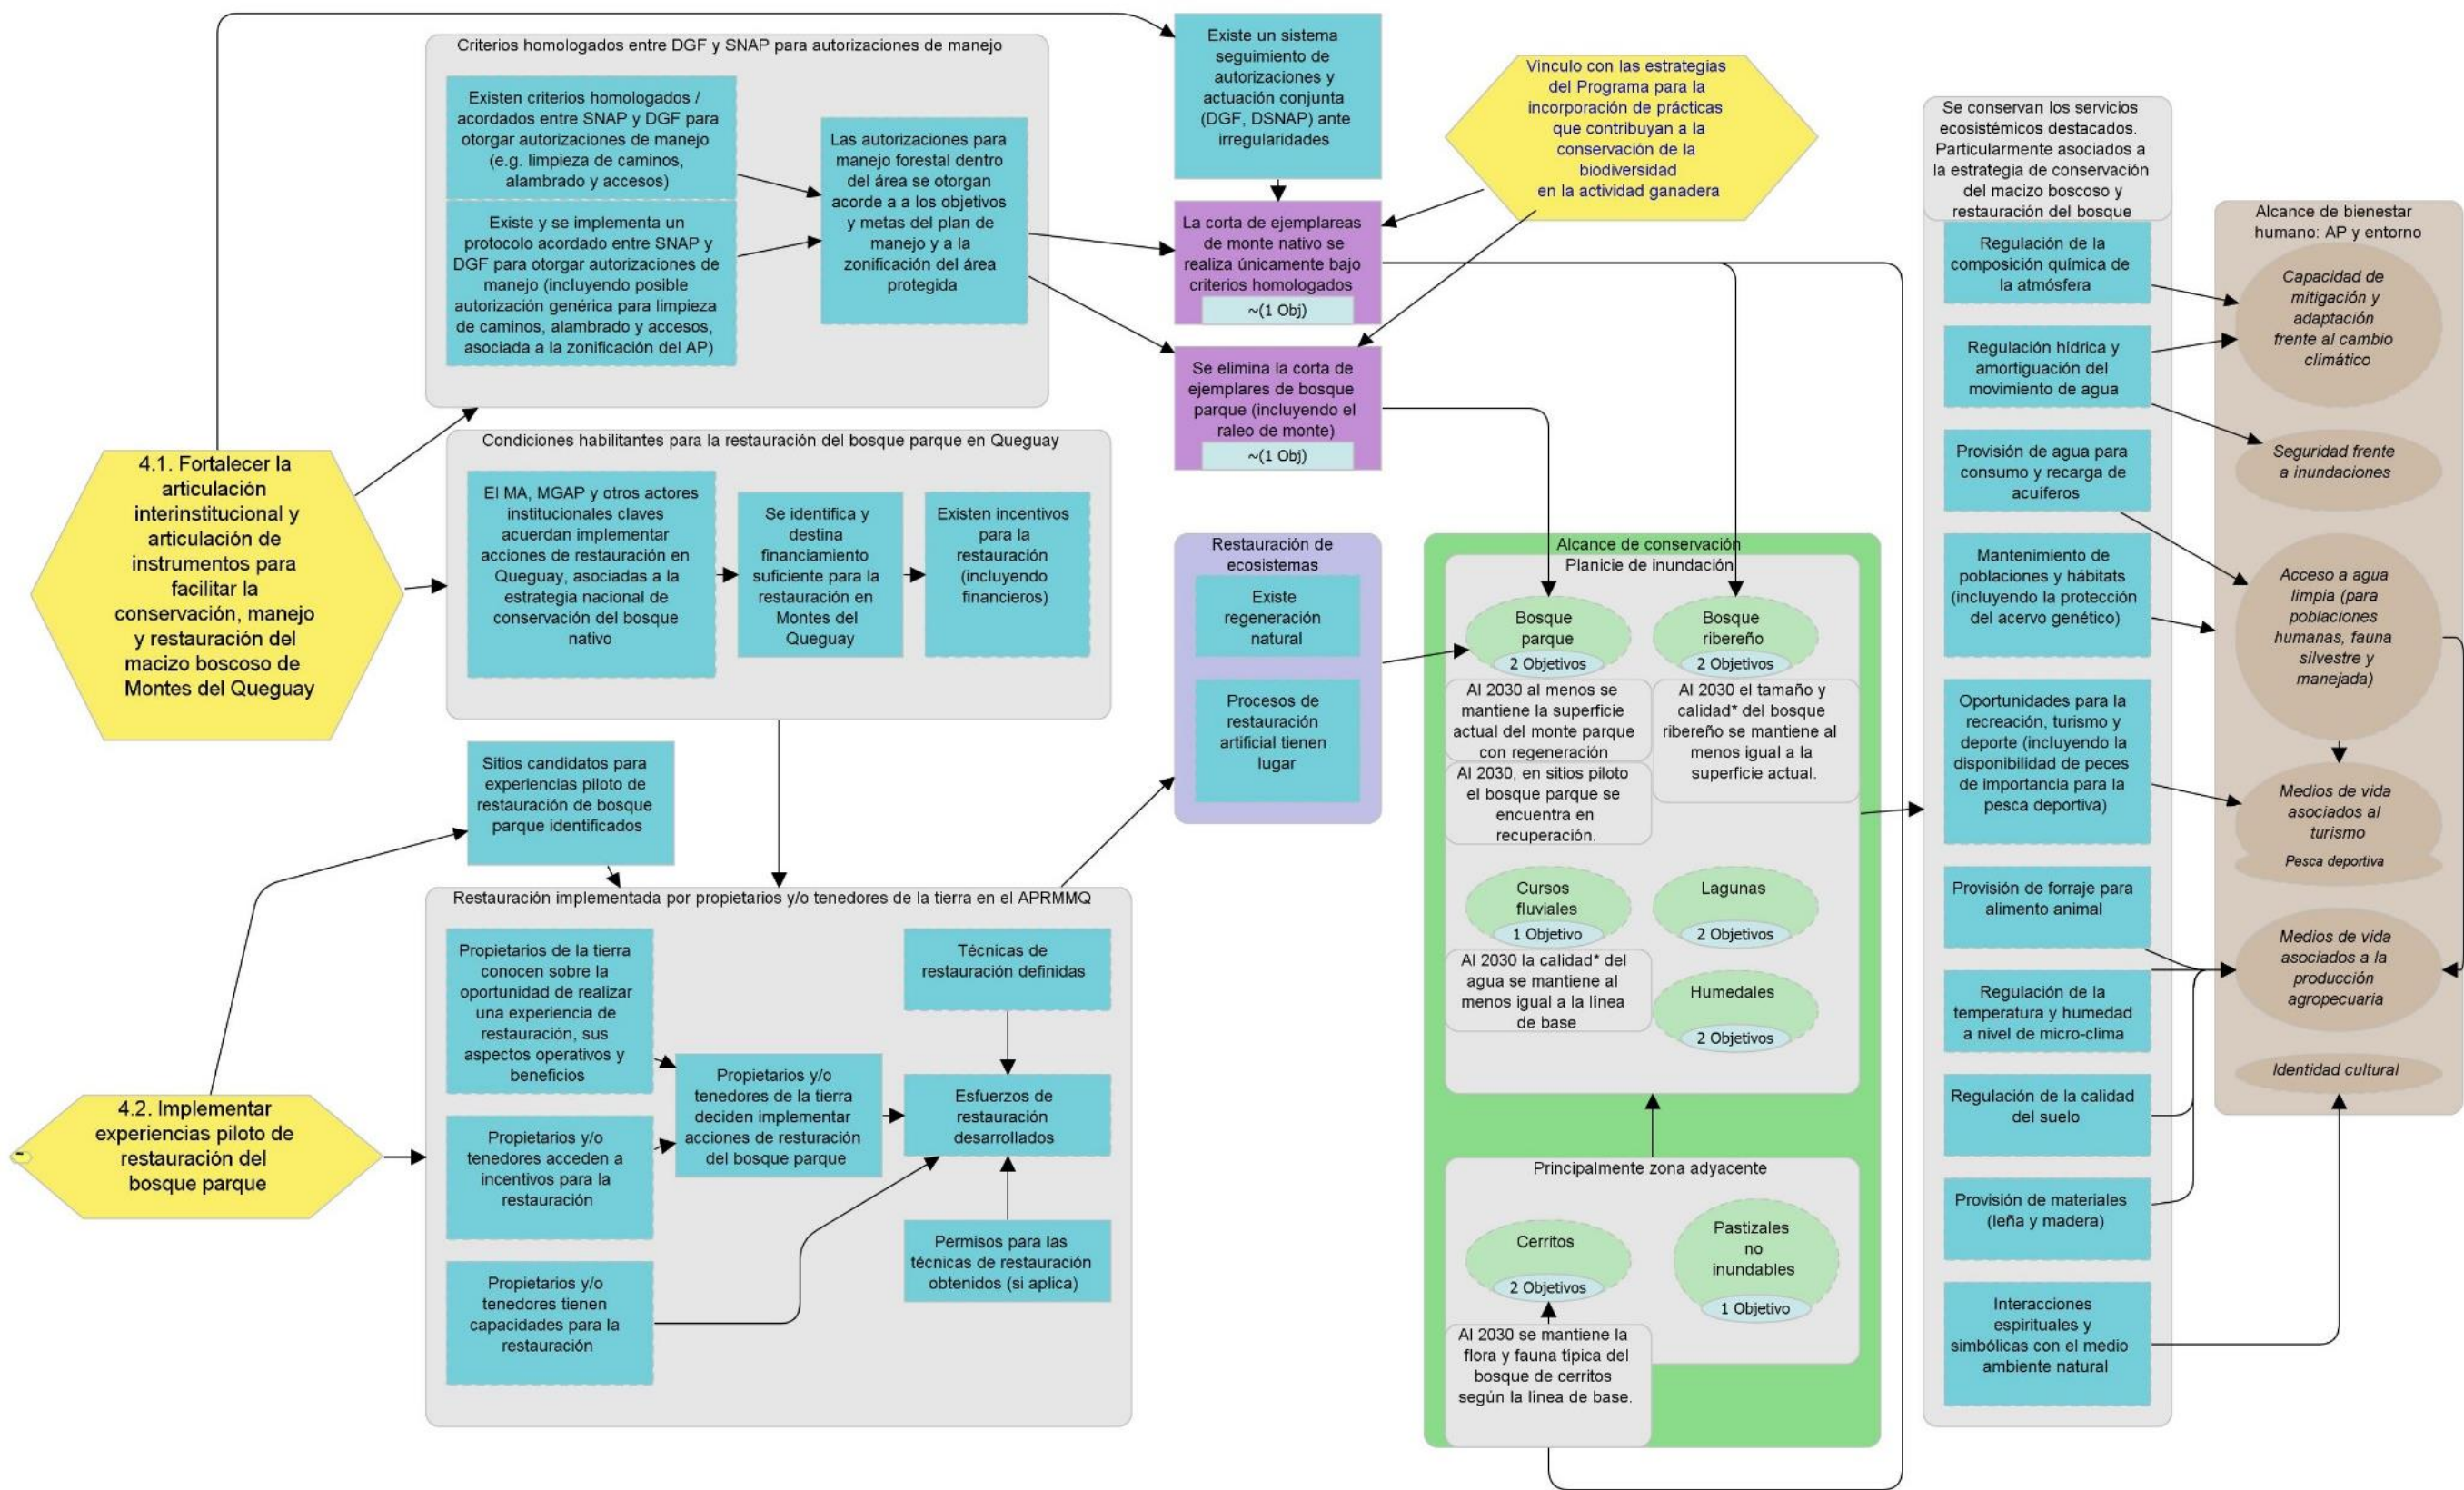 4.1. Fortalecer la
articulación
interinstitucional y
articulación de
instrumentos para
facilitar la
conservación, manejo
y restauración del
macizo boscoso de
Montes del Queguay
4.2. Implementar
experiencias piloto de
restauración del
bosque parque
Criterios homologados entre DGF y SNAP para autorizaciones de manejo
Existen criterios homologados /
acordados entre SNAP y DGF para
otorgar autorizaciones de manejo
(e.g. limpieza de caminos,
alambrado y accesos)
Existe y se implementa un
protocolo acordado entre SNAP y
DGF para otorgar autorizaciones de
manejo (incluyendo posible
autorización genérica para limpieza
de caminos, alambrado y accesos,
asociada a la zonificación del AP)
Las autorizaciones para
manejo forestal dentro
del área se otorgan
acorde a a los objetivos
y metas del plan de
manejo y a la
zonificación del área
protegida
Condiciones habilitantes para la restauración del bosque parque en Queguay
El MA, MGAP y otros actores
institucionales claves
acuerdan implementar
acciones de restauración en
Queguay, asociadas a la
estrategia nacional de
conservación del bosque
nativo
Se identifica y
destina
financiamiento
suficiente para la
restauración en
Montes del
Queguay
Existen incentivos
para la
restauración
(incluyendo
financieros)
Sitios candidatos para
experiencias piloto de
restauración de bosque
parque identificados
Restauración implementada por propietarios y/o tenedores de la tierra en el APRMMQ
Propietarios de la tierra
conocen sobre la
oportunidad de realizar
una experiencia de
restauración, sus
aspectos operativos y
beneficios
Propietarios y/o
tenedores acceden a
incentivos para la
restauración
Propietarios y/o
tenedores tienen
capacidades para la
restauración
Propietarios y/o
tenedores de la tierra
deciden implementar
acciones de resturación
del bosque parque
Técnicas de
restauración definidas
Esfuerzos de
restauración
desarrollados
Permisos para las
técnicas de restauración
obtenidos (si aplica)
Existe un sistema
seguimiento de
autorizaciones y
actuación conjunta
(DGF, DSNAP) ante
irregularidades
La corta de ejemplareas
de monte nativo se
realiza únicamente bajo
criterios homologados
~(1 Obj)
Se elimina la corta de
ejemplares de bosque
parque (incluyendo el
raleo de monte)
~(1 Obj)
Vinculo con las estrategias
del Programa para la
incorporación de prácticas
que contribuyan a la
conservación de la
biodiversidad
en la actividad ganadera
Restauración de
ecosistemas
Existe
regeneración
natural
Procesos de
restauración
artificial tienen
lugar
Alcance de conservación
Planicie de inundación
Bosque
parque
2 Objetivos
Bosque
ribereño
2 Objetivos
Al 2030 al menos se
mantiene la superficie
actual del monte parque
con regeneración
Al 2030, en sitios piloto
el bosque parque se
encuentra en
recuperación.
Al 2030 el tamaño y
calidad* del bosque
ribereño se mantiene al
menos igual a la
superficie actual.
Cursos
fluviales
1 Objetivo
Lagunas
2 Objetivos
Al 2030 la calidad* del
agua se mantiene al
menos igual a la línea
de base
Humedales
2 Objetivos
Principalmente zona adyacente
Cerritos
2 Objetivos
Pastizales
no
inundables
1 Objetivo
Al 2030 se mantiene la
flora y fauna típica del
bosque de cerritos
según la linea de base.
Se conservan los servicios
ecosistémicos destacados.
Particularmente asociados a
la estrategia de conservación
del macizo boscoso y
restauración del bosque
Regulación de la
composición química de
la atmósfera
Regulación hídrica y
amortiguación del
movimiento de agua
Provisión de agua para
consumo y recarga de
acuíferos
Mantenimiento de
poblaciones y hábitats
(incluyendo la protección
del acervo genético)
Oportunidades para la
recreación, turismo y
deporte (incluyendo la
disponibilidad de peces
de importancia para la
pesca deportiva)
Provisión de forraje para
alimento animal
Regulación de la
temperatura y humedad
a nivel de micro-clima
Regulación de la calidad
del suelo
Provisión de materiales
(leña y madera)
Interacciones
espirituales y
simbólicas con el medio
ambiente natural
Alcance de bienestar
humano: AP y entorno
Capacidad de
mitigación y
adaptación
frente al cambio
climático
Seguridad frente
a inundaciones
Acceso a agua
limpia (para
poblaciones
humanas, fauna
silvestre y
manejada)
Medios de vida
asociados al
turismo
Pesca deportiva
Medios de vida
asociados a la
producción
agropecuaria
Identidad cultural